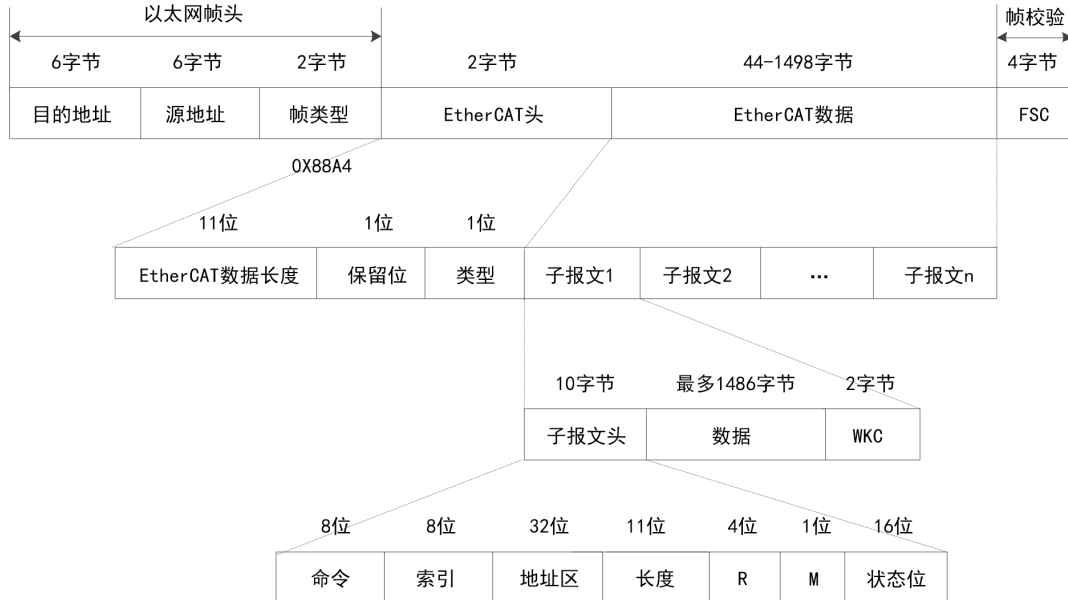 以太网帧头 帧校验
6字节 6字节 2字节 2字节 44-1498字节 4字节
目的地址 源地址 帧类型 EtherCAT头 EtherCAT数据 FSC
0X88A4
11位 1位 1位
EtherCAT数据长度 保留位 类型 子报文1 子报文2 … 子报文n
10字节 最多1486字节 2字节
子报文头 数据 WKC
8位 8位 32位 11位 4位 1位 16位
命令 索引 地址区 长度 R M 状态位